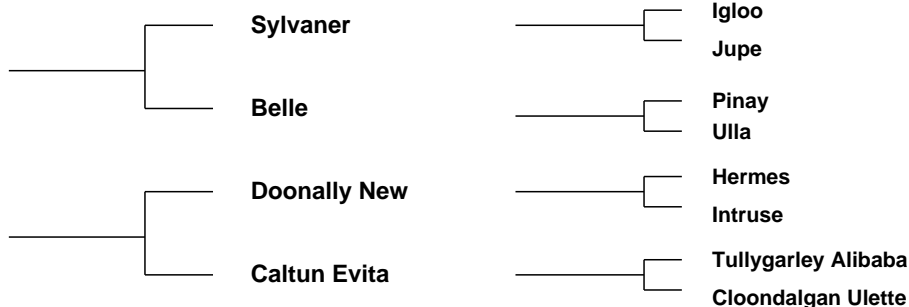 Sylvaner
Igloo
Jupe
Belle
Pinay
Ulla
Doonally New
Hermes
Intruse
Caltun Evita
Tullygarley Alibaba
Cloondalgan Ulette